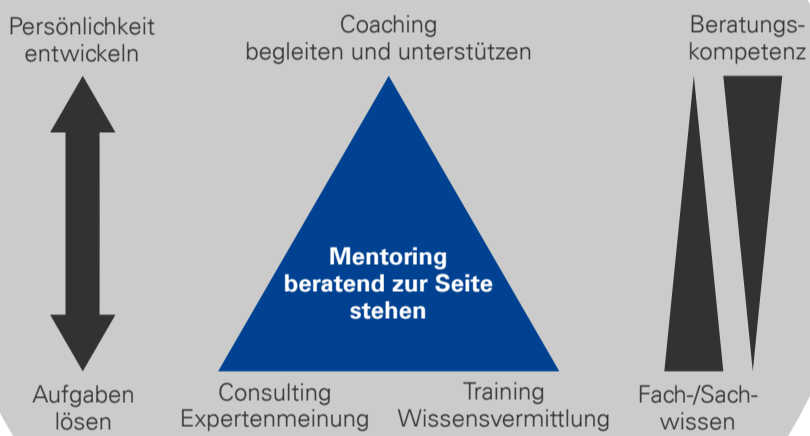 Persönlichkeit
entwickeln
Coaching
begleiten und unterstützen
Beratungs-
kompetenz
Mentoring
beratend zur Seite
stehen
Aufgaben
lösen
Consulting
Expertenmeinung
Training
Wissensvermittlung
Fach-/Sach-
wissen